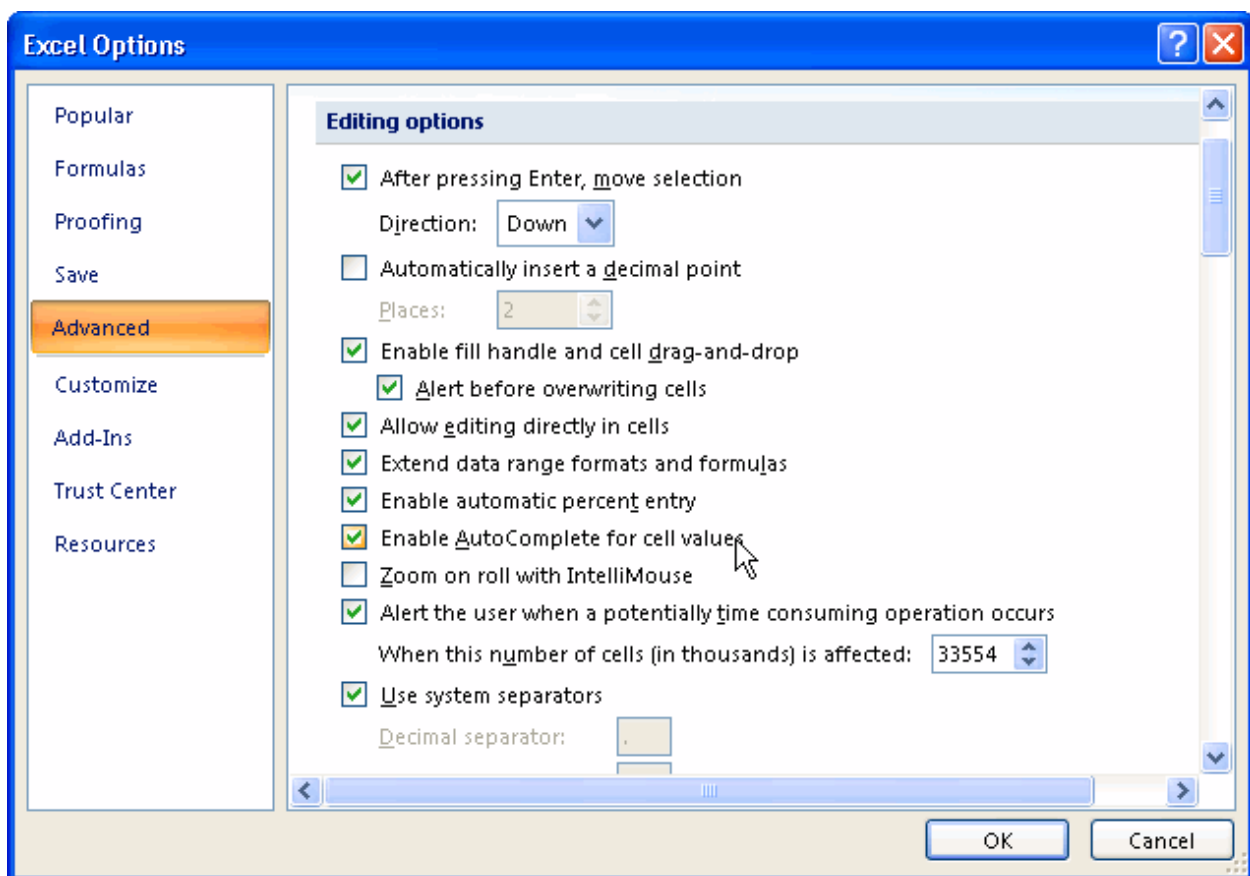 Excel Options
Popular
Formulas
Proofing
Save
Advanced
Customize
Add-Ins
Trust Center
Resources
Editing options
After pressing Enter, move selection
Direction: Down
Automatically insert a decimal point
Places: 2
Enable fill handle and cell drag-and-drop
Alert before overwriting cells
Allow editing directly in cells
Extend data range formats and formulas
Enable automatic percent entry
Enable AutoComplete for cell values
Zoom on roll with IntelliMouse
Alert the user when a potentially time consuming operation occurs
When this number of cells (in thousands) is affected: 33554
Use system separators
Decimal separator:
OK
Cancel